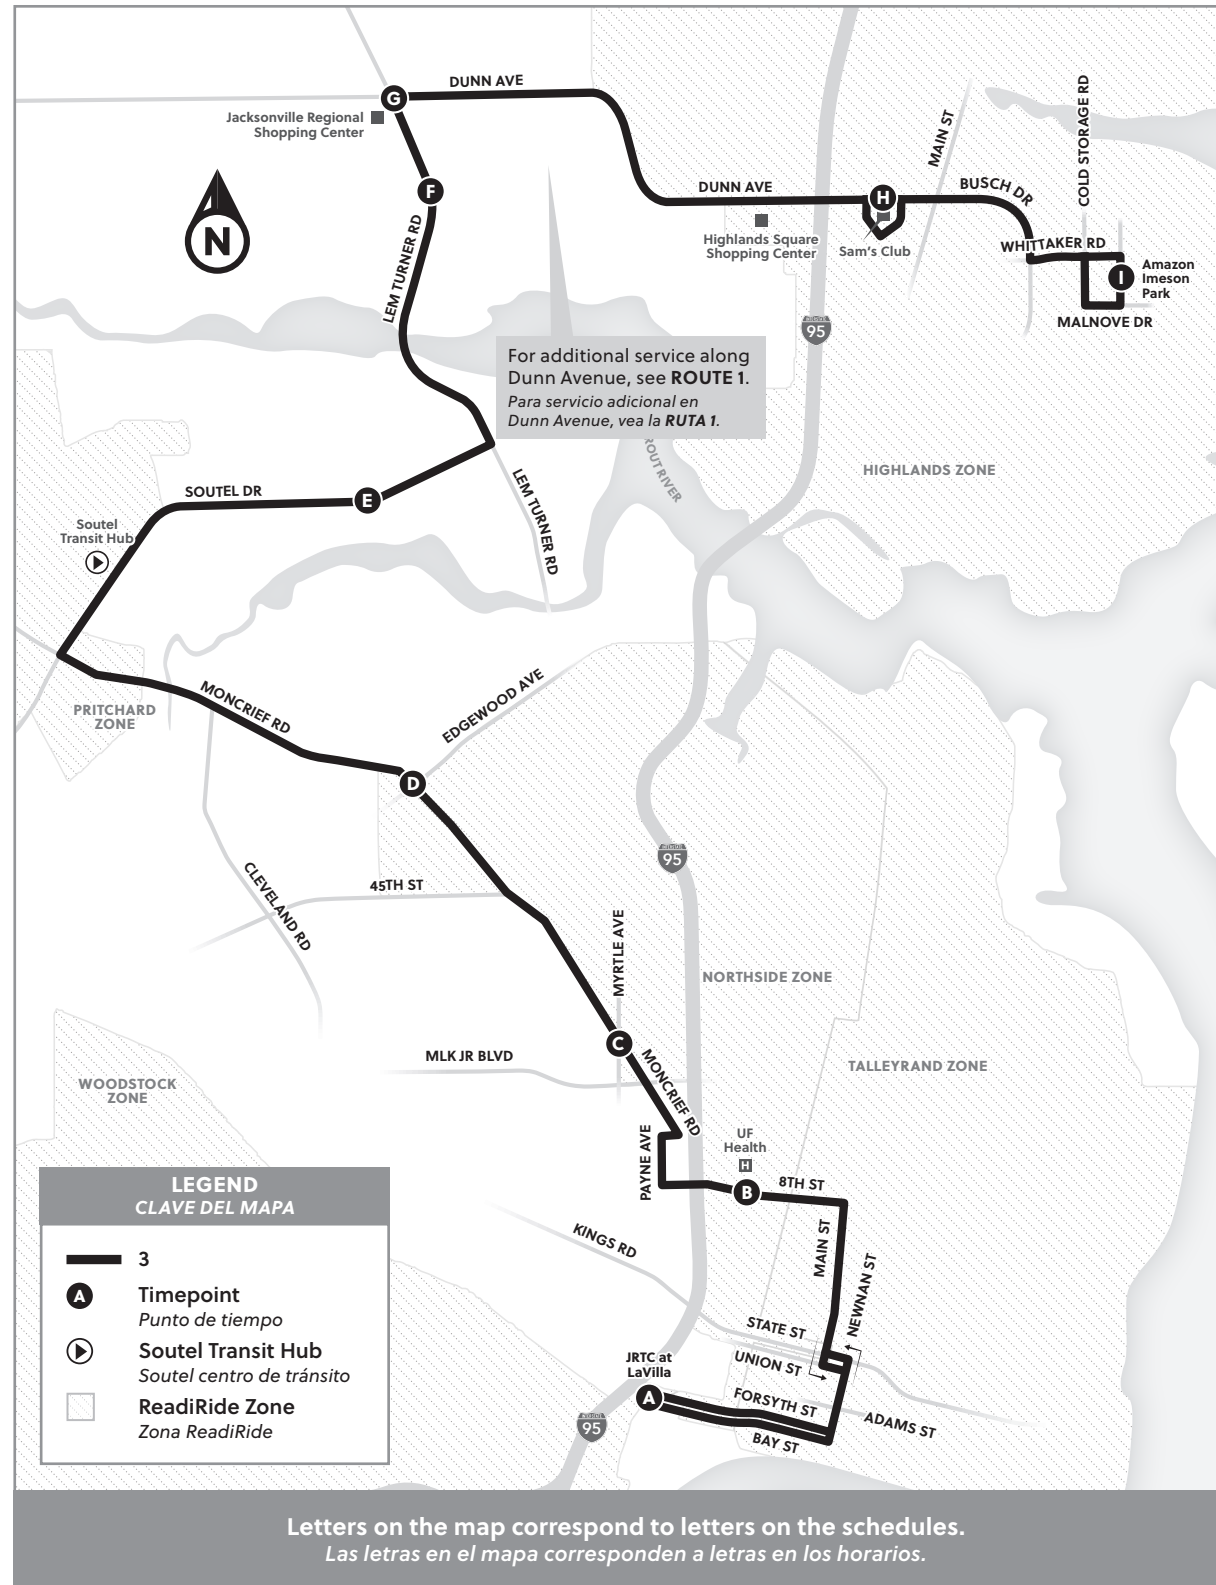 DUNN AVE
G
Jacksonville Regional
Shopping Center
F
N
LEM TURNER RD
DUNN AVE
MAIN ST
COLD STORAGE RD
H
BUSCH DR
Highlands Square
Shopping Center
Sam's Club
WHITTAKER RD
I
Amazon
Imeson
Park
MALNOVE DR
95
For additional service along
Dunn Avenue, see ROUTE 1.
Para servicio adicional en
Dunn Avenue, vea la RUTA 1.
HIGHLANDS ZONE
RIVER
LEM TURNER RD
SOUTEL DR
E
Soutel
Transit Hub
PRITCHARD
ZONE
MONCRIEF RD
EDGEWOOD AVE
D
95
CLEVELAND RD
45TH ST
MYRTLE AVE
NORTHSIDE ZONE
C
MLK JR BLVD
MONCRIEF RD
TALLEYRAND ZONE
WOODSTOCK
ZONE
UF
Health
H
PAYNE AVE
B
8TH ST
MAIN ST
NEWNAN ST
KINGS RD
STATE ST
UNION ST
JRTC at
LaVilla
A
FORSYTH ST
ADAMS ST
BAY ST
95
LEGEND
CLAVE DEL MAPA
3
A
Timepoint
Punto de tiempo
Soutel Transit Hub
Soutel centro de tránsito
ReadiRide Zone
Zona ReadiRide
Letters on the map correspond to letters on the schedules.
Las letras en el mapa corresponden a letras en los horarios.